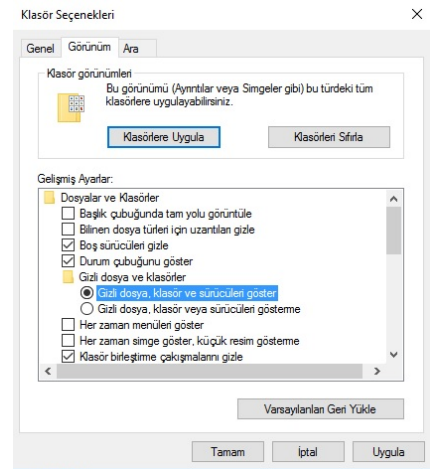 Klasör Seçenekleri
Genel Görünüm Ara
Klasör görünümleri
Bu görünümü (Ayrıntılar veya Simgeler gibi) bu türdeki tüm
klasörlere uygulayabilirsiniz.
Klasörlere Uygula Klasörleri Sıfırla
Gelişmiş Ayarlar:
Dosyalar ve Klasörler
Başlık çubuğunda tam yolu görüntüle
Bilinen dosya türleri için uzantıları gizle
Boş sürücüleri gizle
Durum çubuğunu göster
Gizli dosya ve klasörler
Gizli dosya, klasör ve sürücüleri göster
Gizli dosya, klasör veya sürücüleri gösterme
Her zaman menüleri göster
Her zaman simge göster, küçük resim gösterme
Klasör birleştirme çakışmalarını gizle
Varsayılanları Geri Yükle
Tamam İptal Uygula